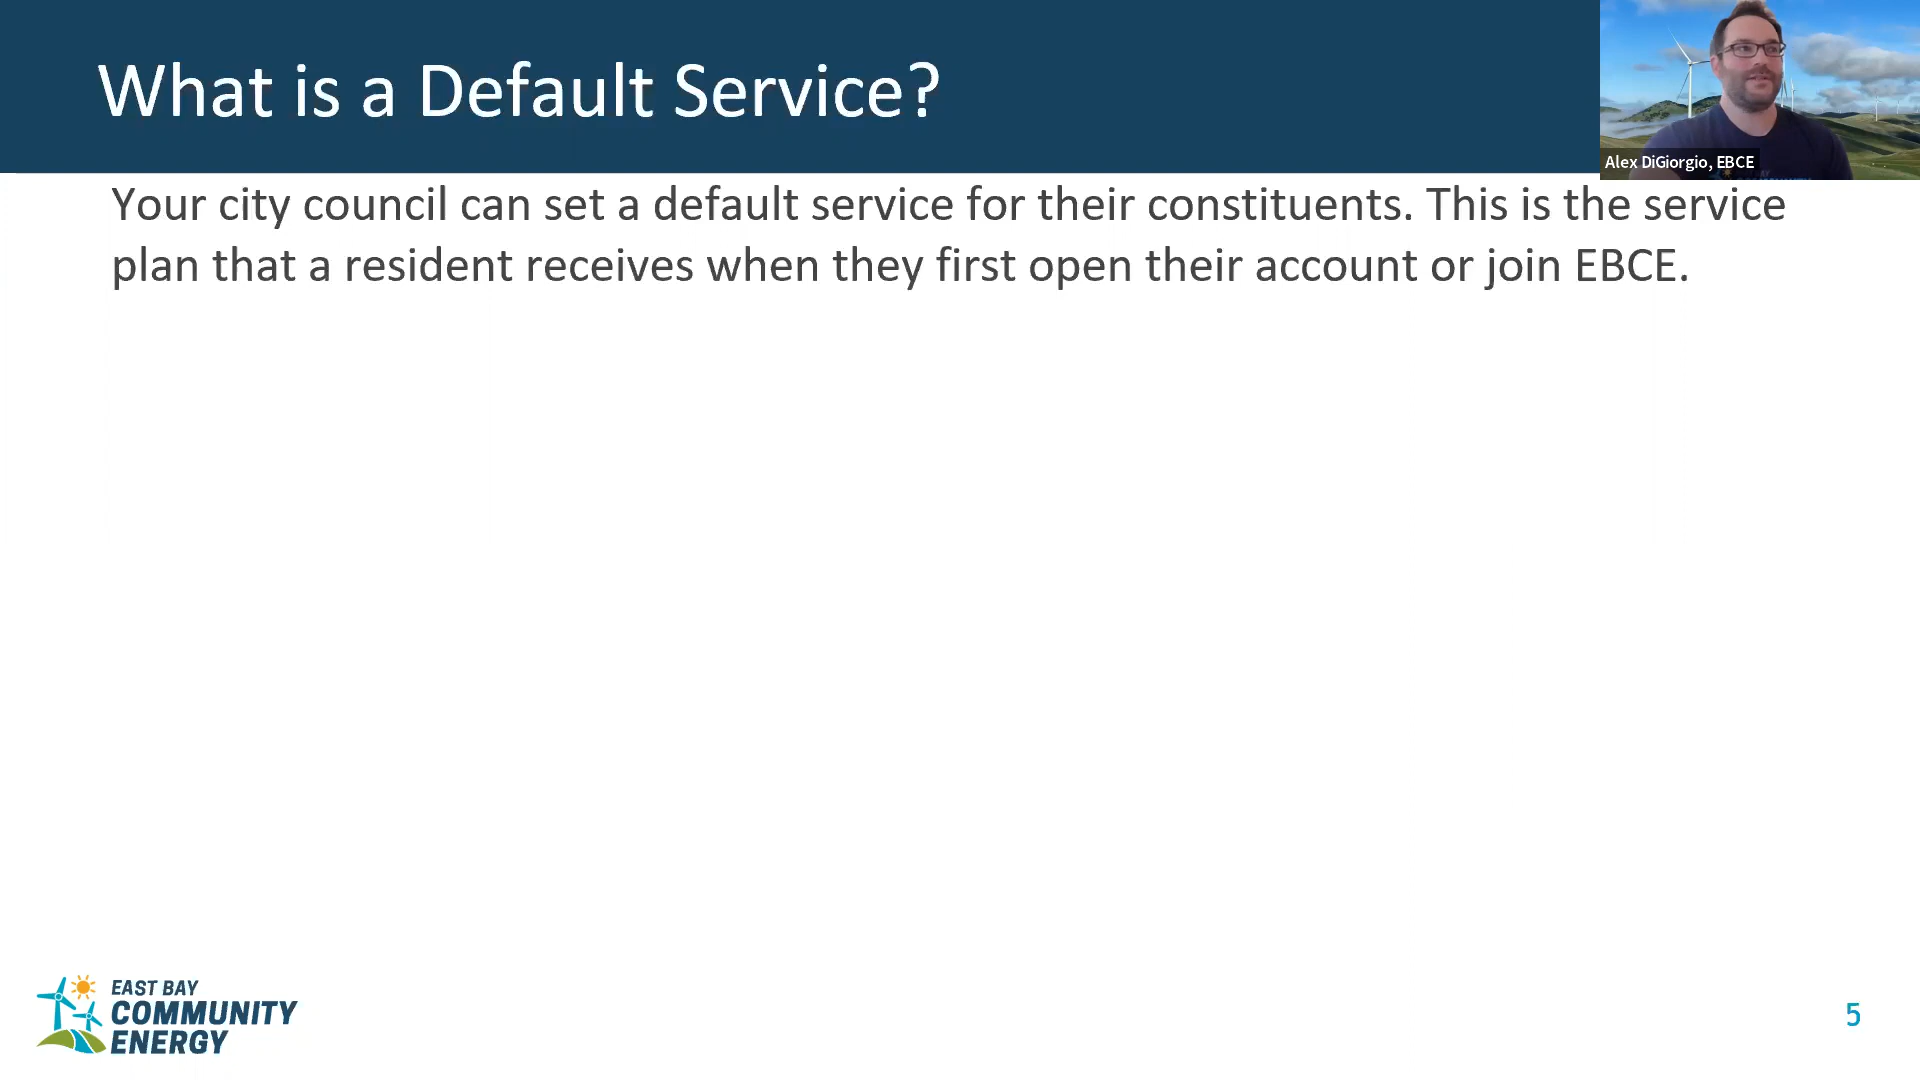 What is a Default Service?
Alex DiGiorgio, EBCE
Your city council can set a default service for their constituents. This is the service
plan that a resident receives when they first open their account or join EBCE.
EAST BAY
COMMUNITY
ENERGY
5